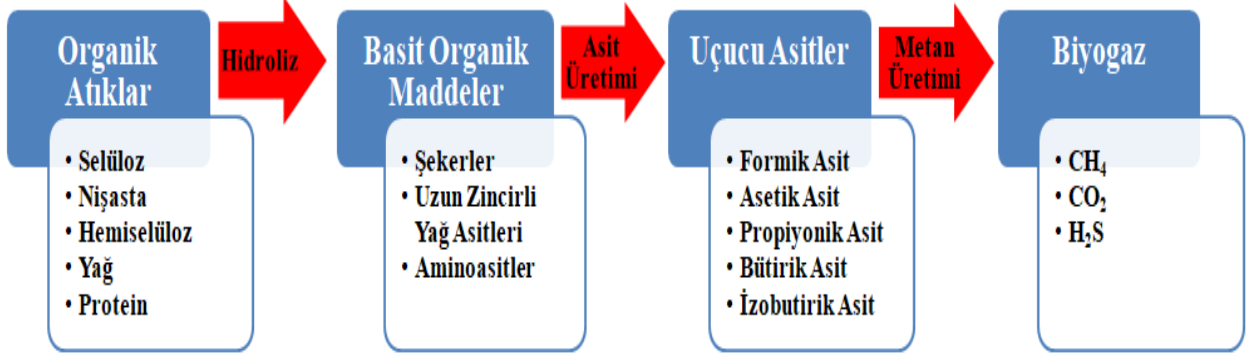 Organik
Atıklar
• Selüloz
• Nişasta
• Hemiselüloz
• Yağ
• Protein
Hidroliz
Basit Organik
Maddeler
• Şekerler
• Uzun Zincirli
Yağ Asitleri
• Aminoasitler
Asit
Üretimi
Uçucu Asitler
• Formik Asit
• Asetik Asit
• Propiyonik Asit
• Bütirik Asit
• İzobutirik Asit
Metan
Üretimi
Biyogaz
• CH₄
• CO₂
• H₂S